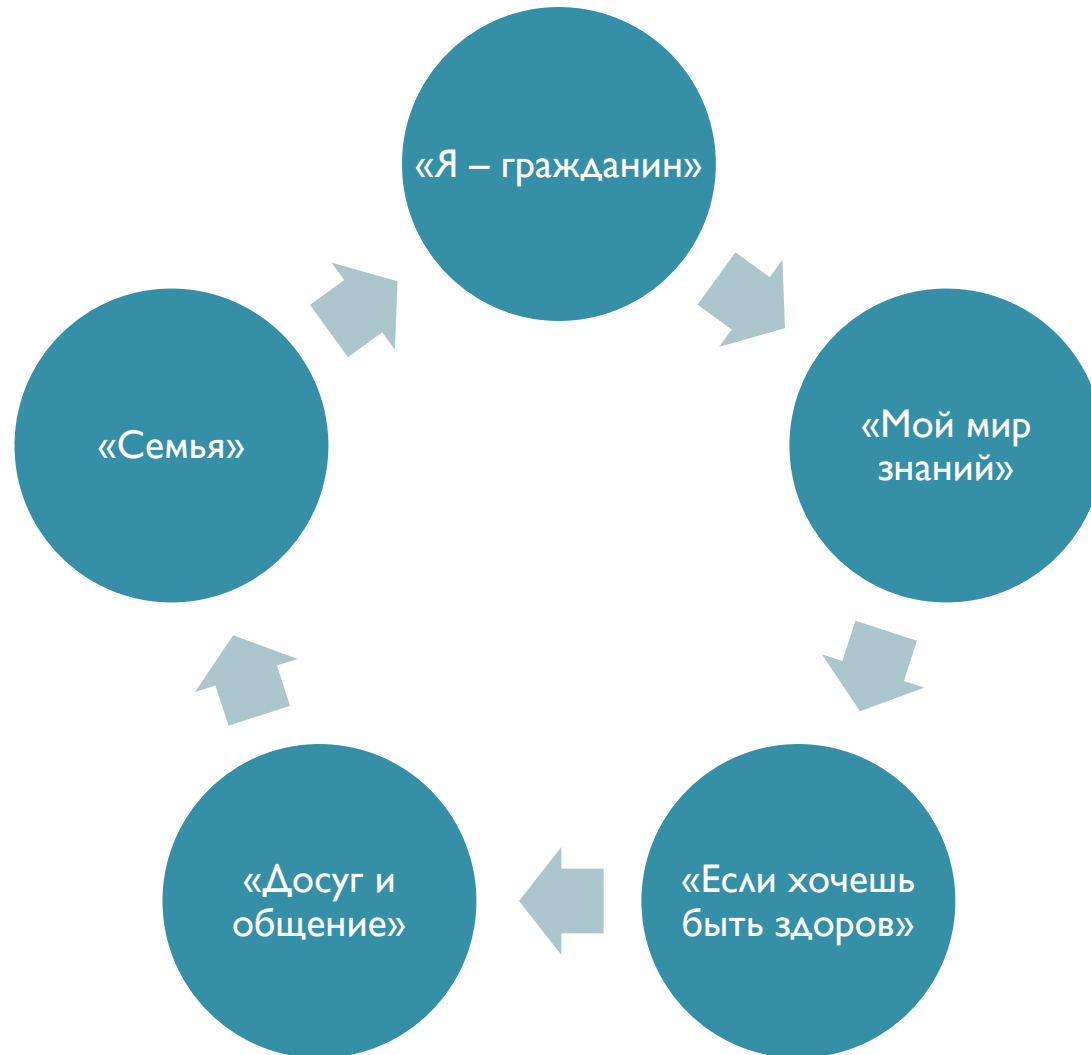 «Я – гражданин»
«Мой мир
знаний»
«Если хочешь
быть здоров»
«Досуг и
общение»
«Семья»